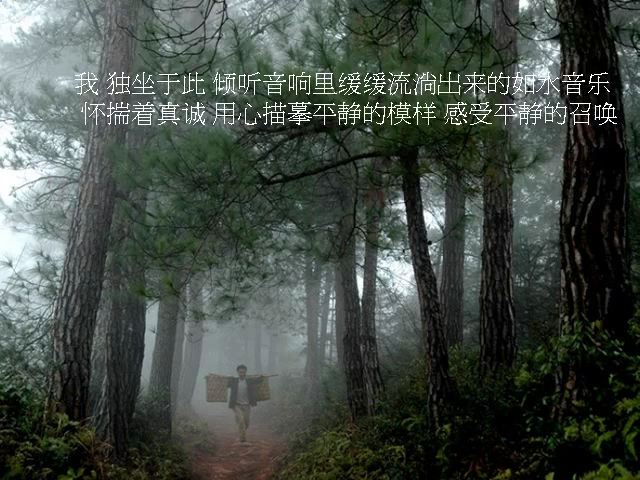 我 独坐于此 倾听音响里缓缓流淌出来的如水音乐
怀揣着真诚 用心描摹平静的模样 感受平静的召唤